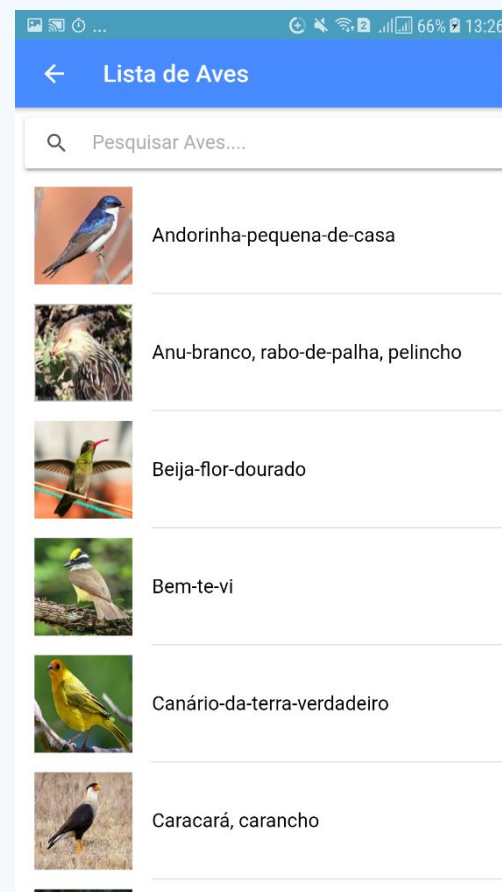 ... 2 66% 13:26
Lista de Aves
Pesquisar Aves....
Andorinha-pequena-de-casa
Anu-branco, rabo-de-palha, pelincho
Beija-flor-dourado
Bem-te-vi
Canário-da-terra-verdadeiro
Caracará, carancho